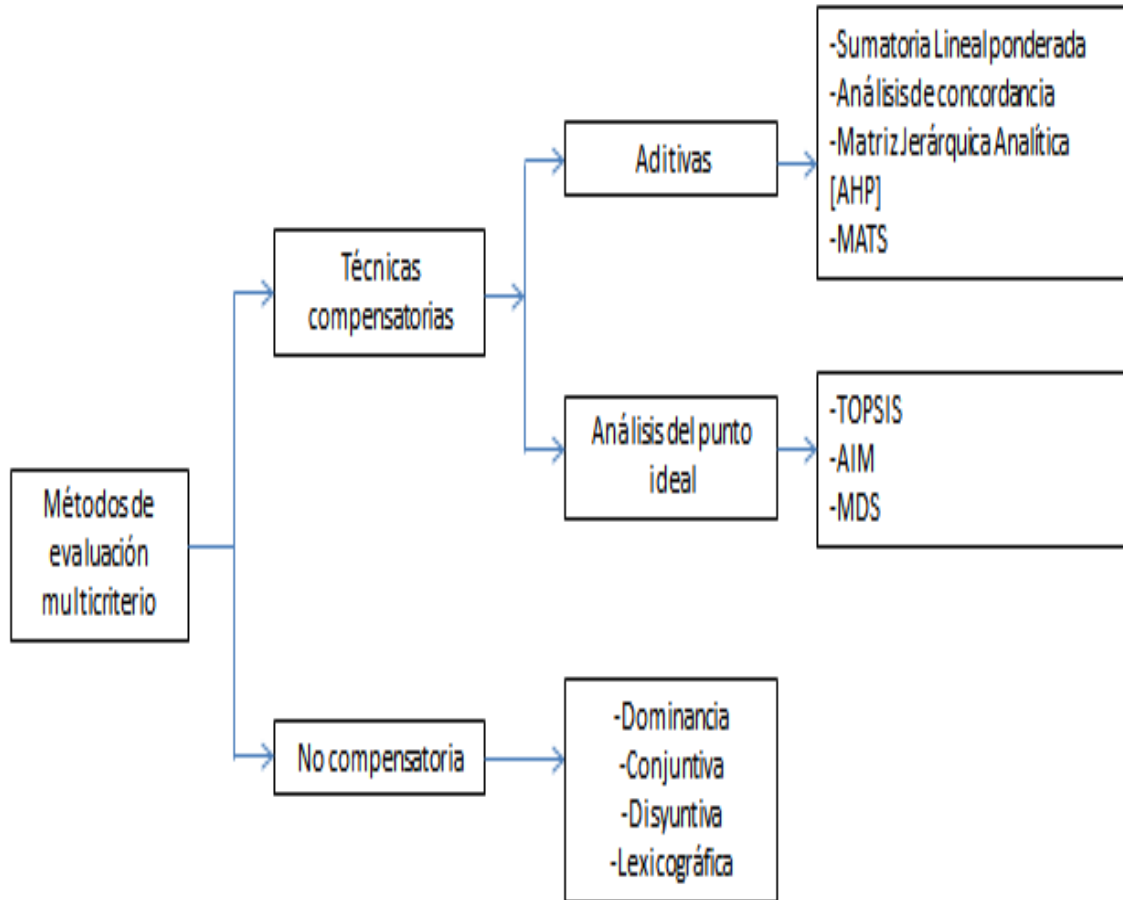 Métodos de
evaluación
multicriterio
Técnicas
compensatorias
Aditivas
-Sumatoria Lineal ponderada
-Análisis de concordancia
-Matriz Jerárquica Analítica
[AHP]
-MATS
Análisis del punto
ideal
-TOPSIS
-AIM
-MDS
No compensatoria
-Dominancia
-Conjuntiva
-Disyuntiva
-Lexicográfica